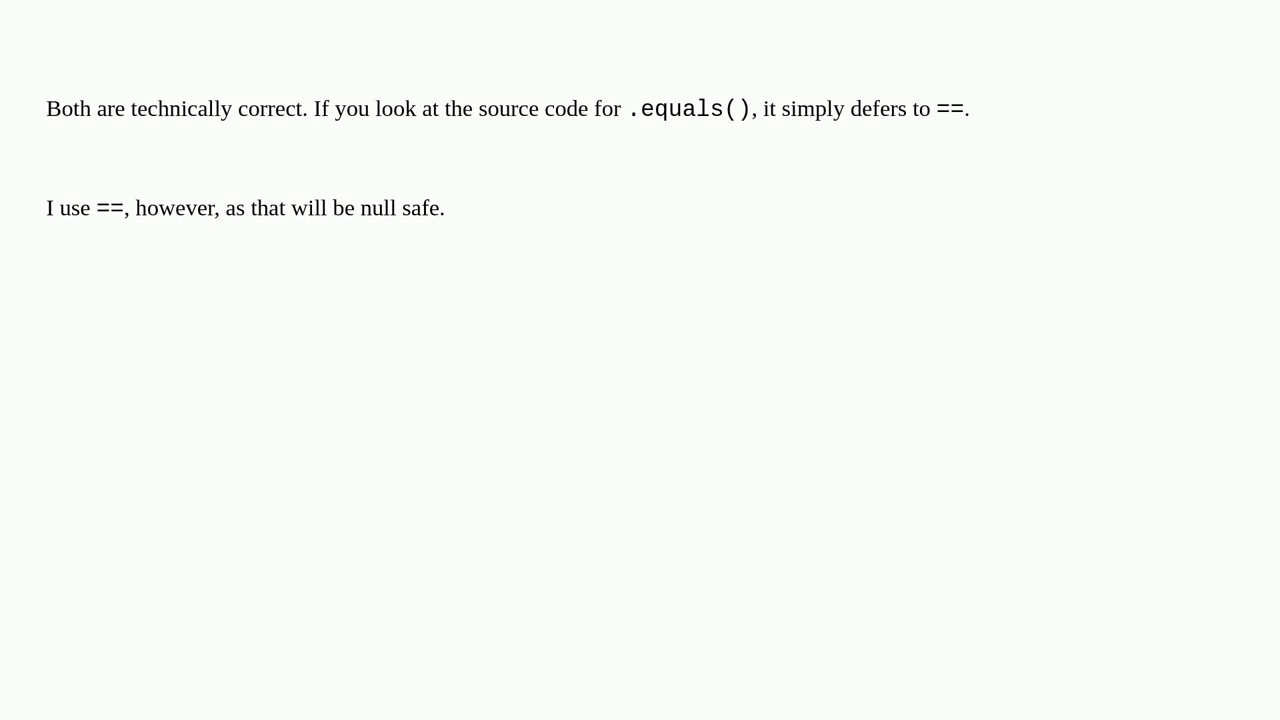 Both are technically correct. If you look at the source code for .equals(), it simply defers to ==.
I use ==, however, as that will be null safe.